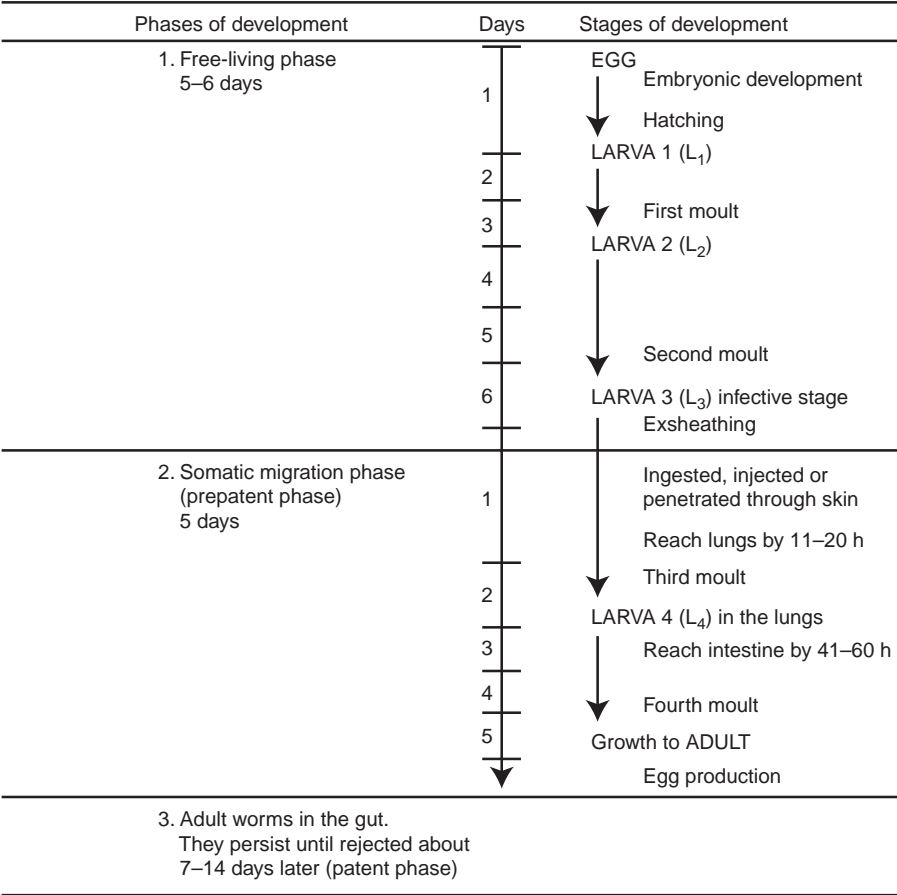 Phases of development Days Stages of development
1. Free-living phase
5–6 days
EGG
Embryonic development
1
Hatching
LARVA 1 (L1)
2
First moult
3
LARVA 2 (L2)
4
5
Second moult
6
LARVA 3 (L3) infective stage
Exsheathing
2. Somatic migration phase
(prepatent phase)
5 days
1
Ingested, injected or
penetrated through skin
Reach lungs by 11–20 h
Third moult
2
LARVA 4 (L4) in the lungs
3
Reach intestine by 41–60 h
4
Fourth moult
5
Growth to ADULT
Egg production
3. Adult worms in the gut.
They persist until rejected about
7–14 days later (patent phase)